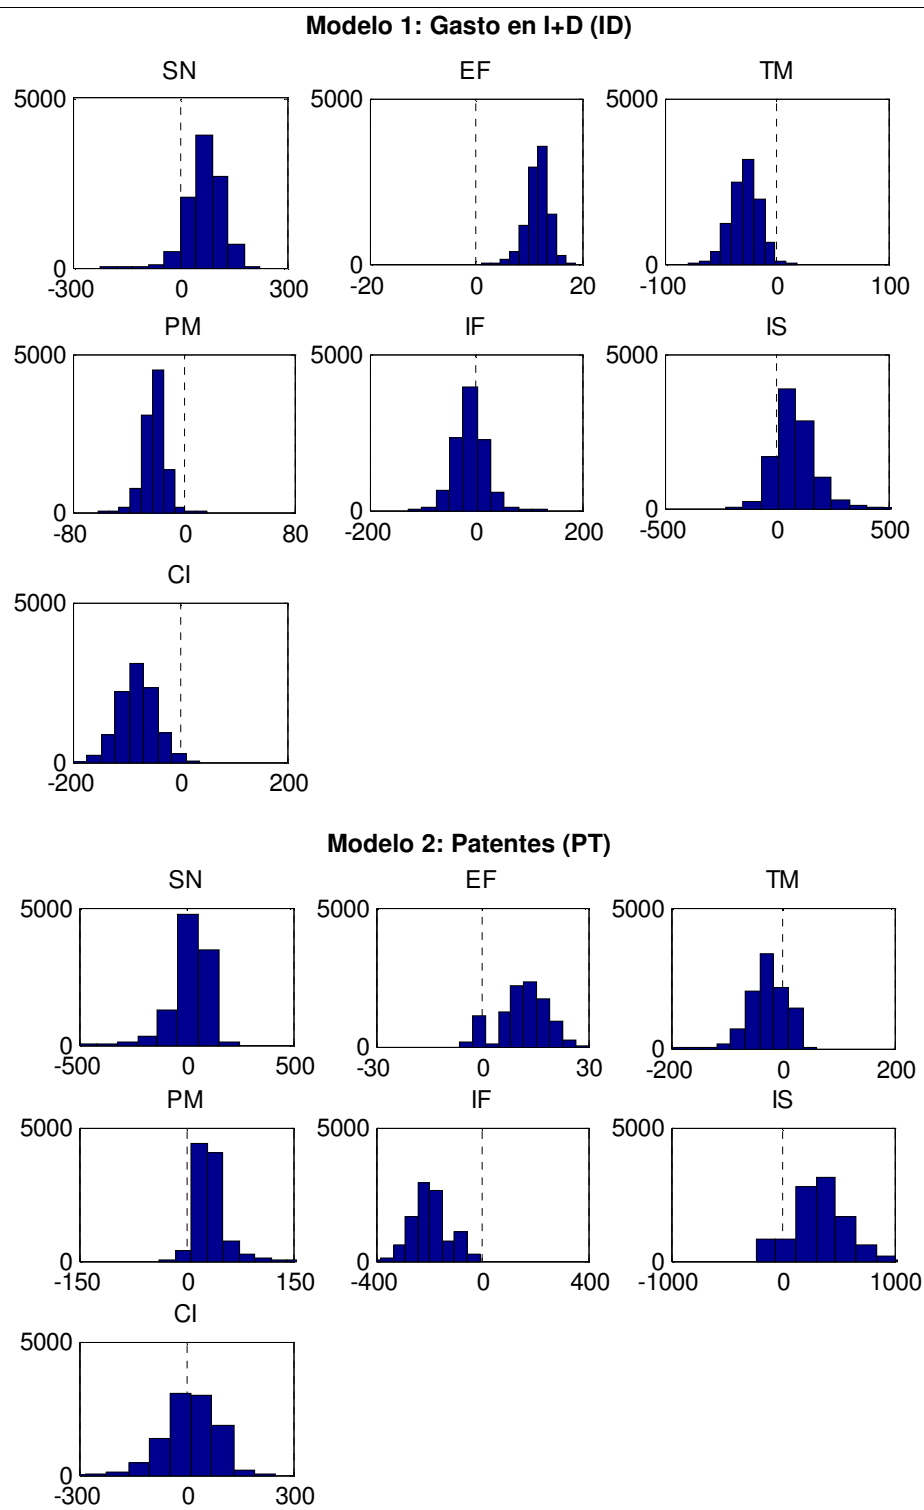 Modelo 1: Gasto en I+D (ID)
SN EF TM
5000 5000 5000
0 0 0
-300 0 300 -20 0 20 -100 0 100
PM IF IS
5000 5000 5000
0 0 0
-80 0 80 -200 0 200 -500 0 500
CI
5000
0
-200 0 200
Modelo 2: Patentes (PT)
SN EF TM
5000 5000 5000
0 0 0
-500 0 500 -30 0 30 -200 0 200
PM IF IS
5000 5000 5000
0 0 0
-150 0 150 -400 0 400 -1000 0 1000
CI
5000
0
-300 0 300